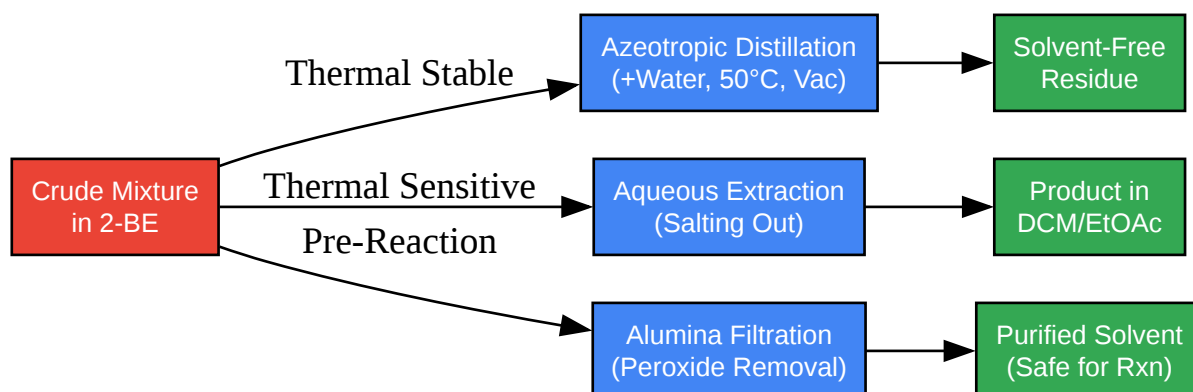 Thermal Stable
Azeotropic Distillation
(+Water, 50°C, Vac)
Solvent-Free
Residue
Crude Mixture
in 2-BE
Thermal Sensitive
Aqueous Extraction
(Salting Out)
Product in
DCM/EtOAc
Pre-Reaction
Alumina Filtration
(Peroxide Removal)
Purified Solvent
(Safe for Rxn)